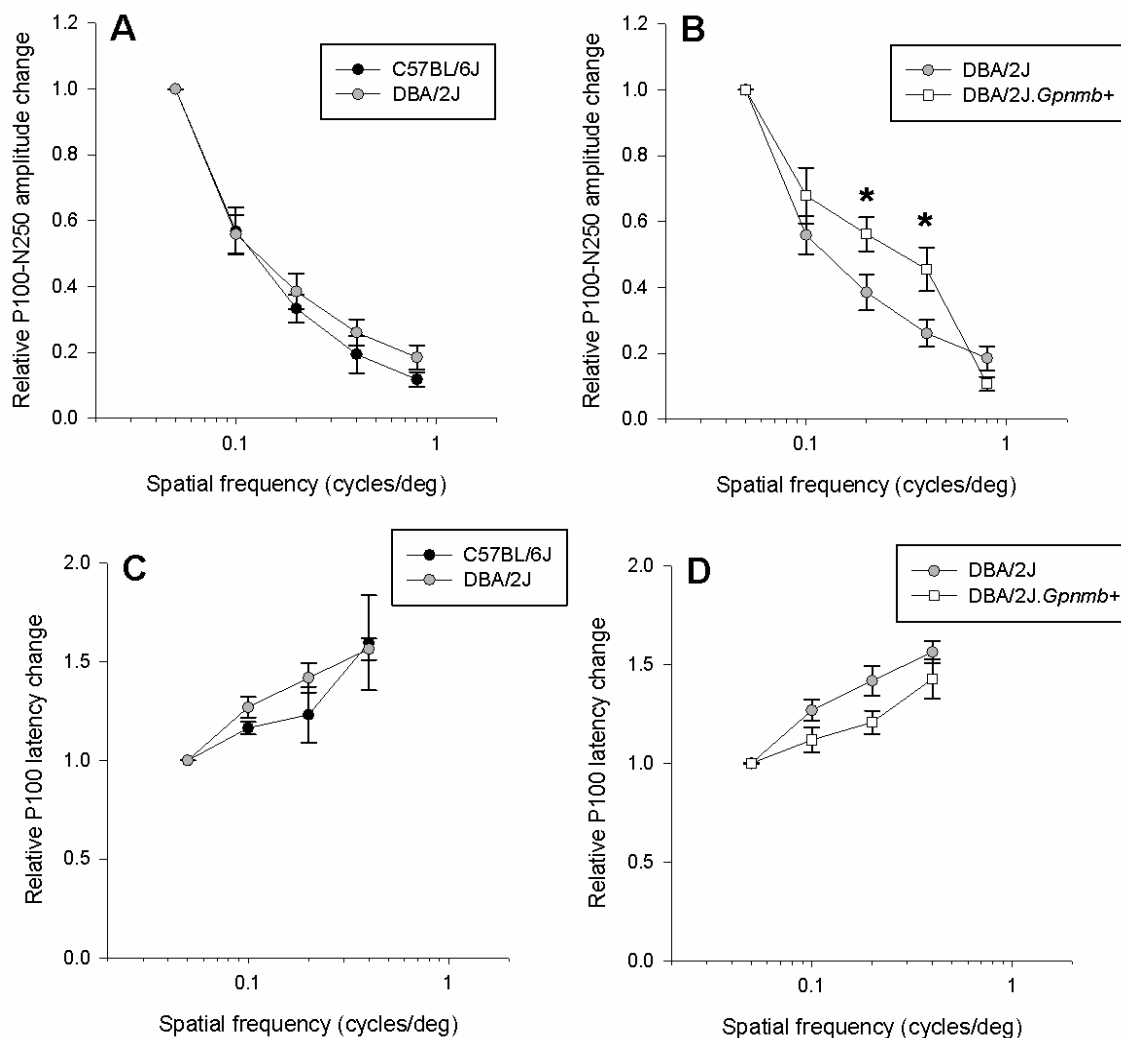 A
C57BL/6J
DBA/2J
Relative P100-N250 amplitude change
1.2
1.0
0.8
0.6
0.4
0.2
0.0
0.1
1
Spatial frequency (cycles/deg)
B
DBA/2J
DBA/2J.Gpnmb+
Relative P100-N250 amplitude change
1.2
1.0
0.8
0.6
0.4
0.2
0.0
*
*
0.1
1
Spatial frequency (cycles/deg)
C
C57BL/6J
DBA/2J
Relative P100 latency change
2.0
1.5
1.0
0.5
0.0
0.1
1
Spatial frequency (cycles/deg)
D
DBA/2J
DBA/2J.Gpnmb+
Relative P100 latency change
2.0
1.5
1.0
0.5
0.0
0.1
1
Spatial frequency (cycles/deg)